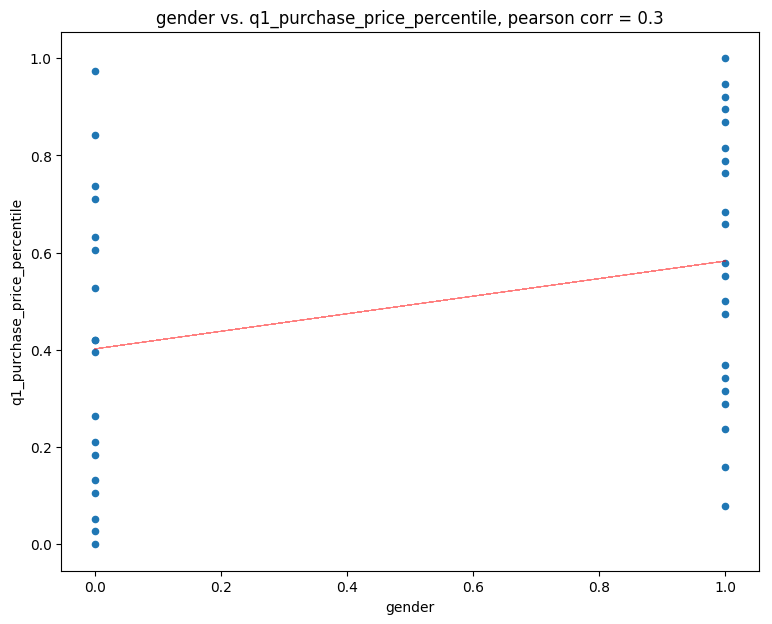 gender vs. q1_purchase_price_percentile, pearson corr = 0.3
1.0
0.8
0.6
0.4
0.2
0.0
q1_purchase_price_percentile
0.0 0.2 0.4 0.6 0.8 1.0
gender